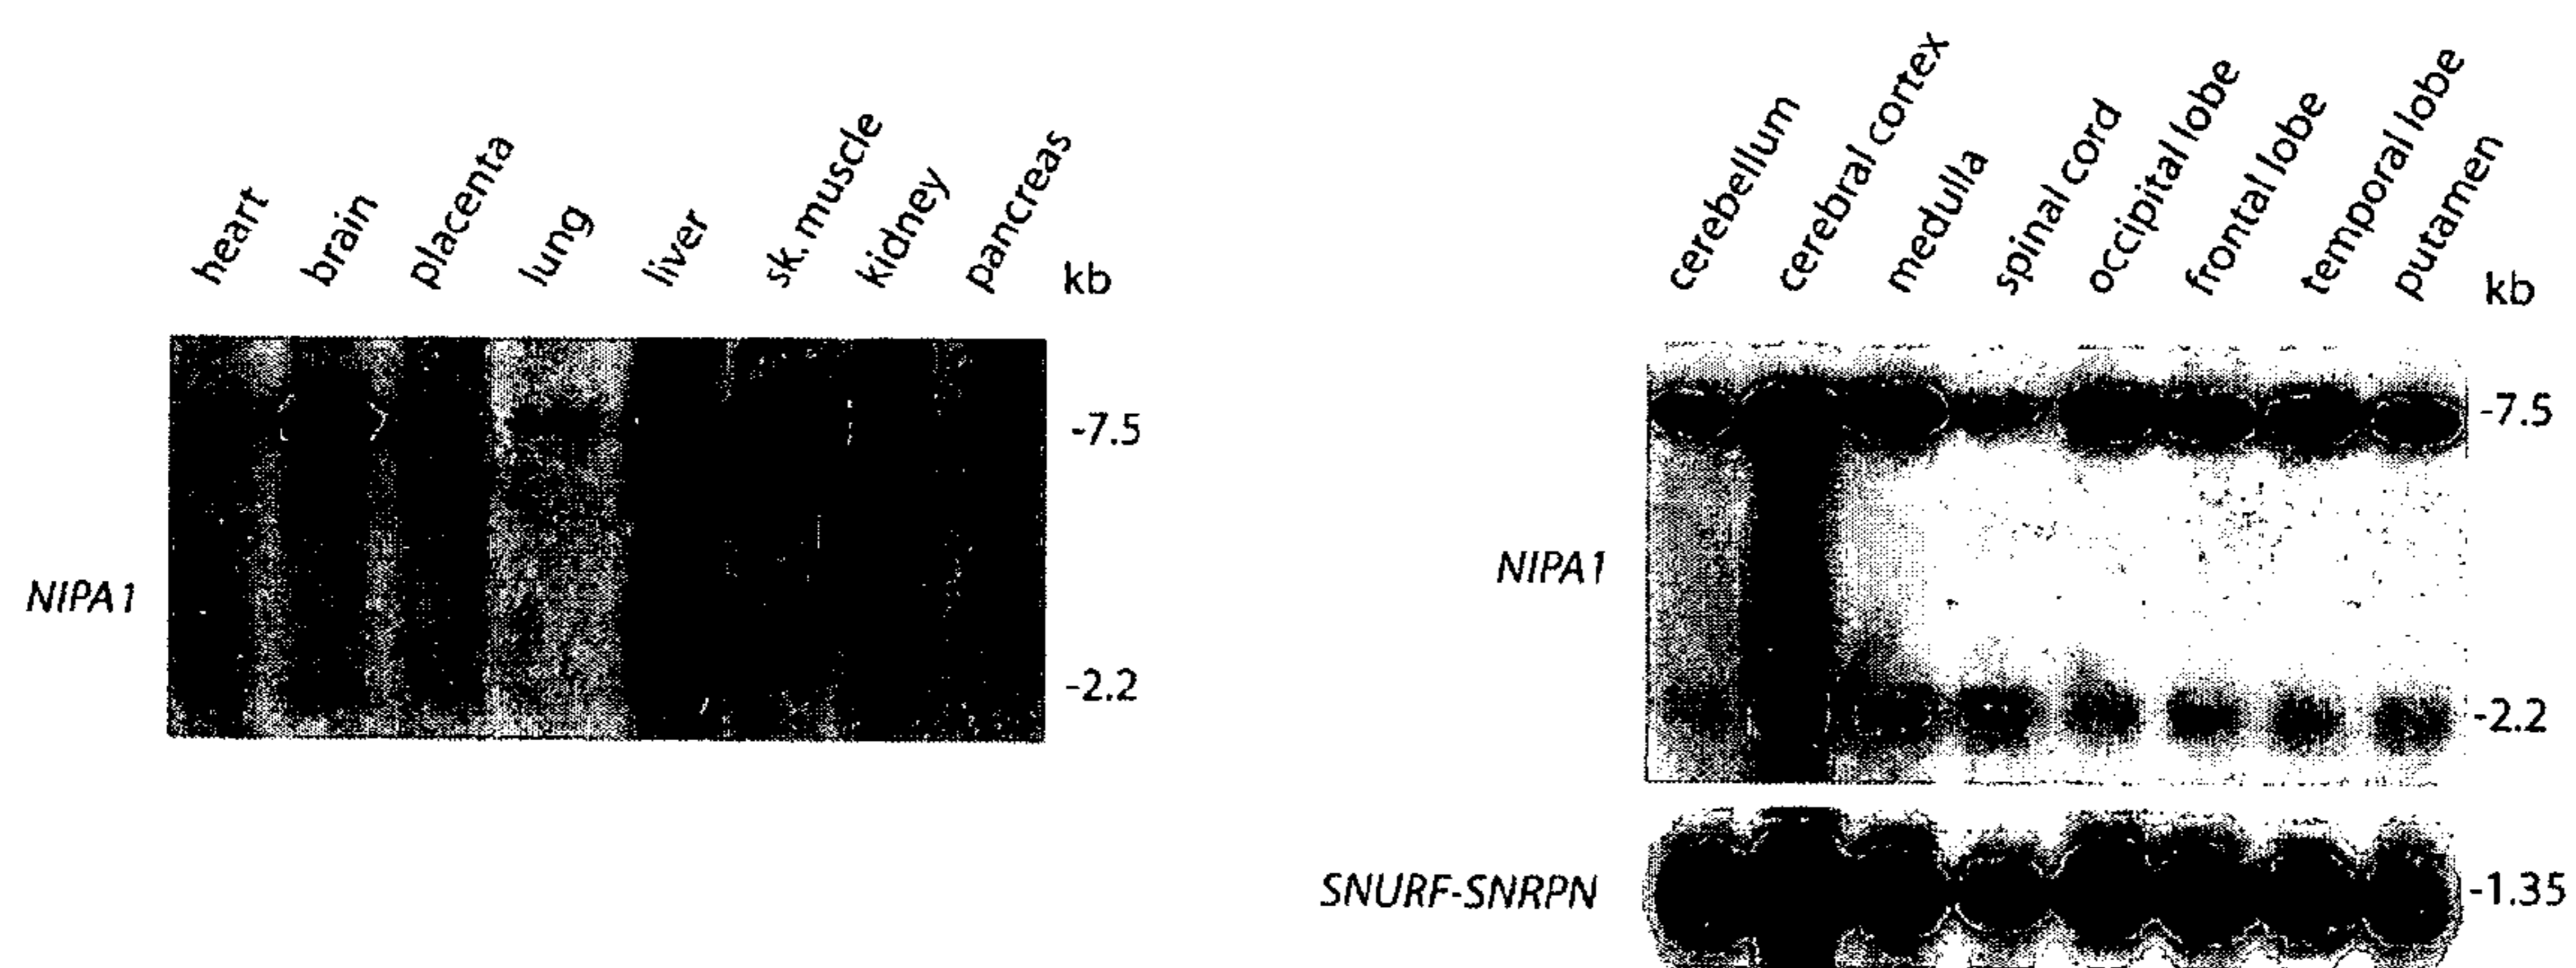 heart brain placenta lung liver sk. muscle kidney pancreas kb
-7.5
NIPA1
-2.2
cerebellum cerebral cortex medulla spinal cord occipital lobe frontal lobe temporal lobe putamen kb
-7.5
NIPA1
-2.2
SNURF-SNRPN -1.35